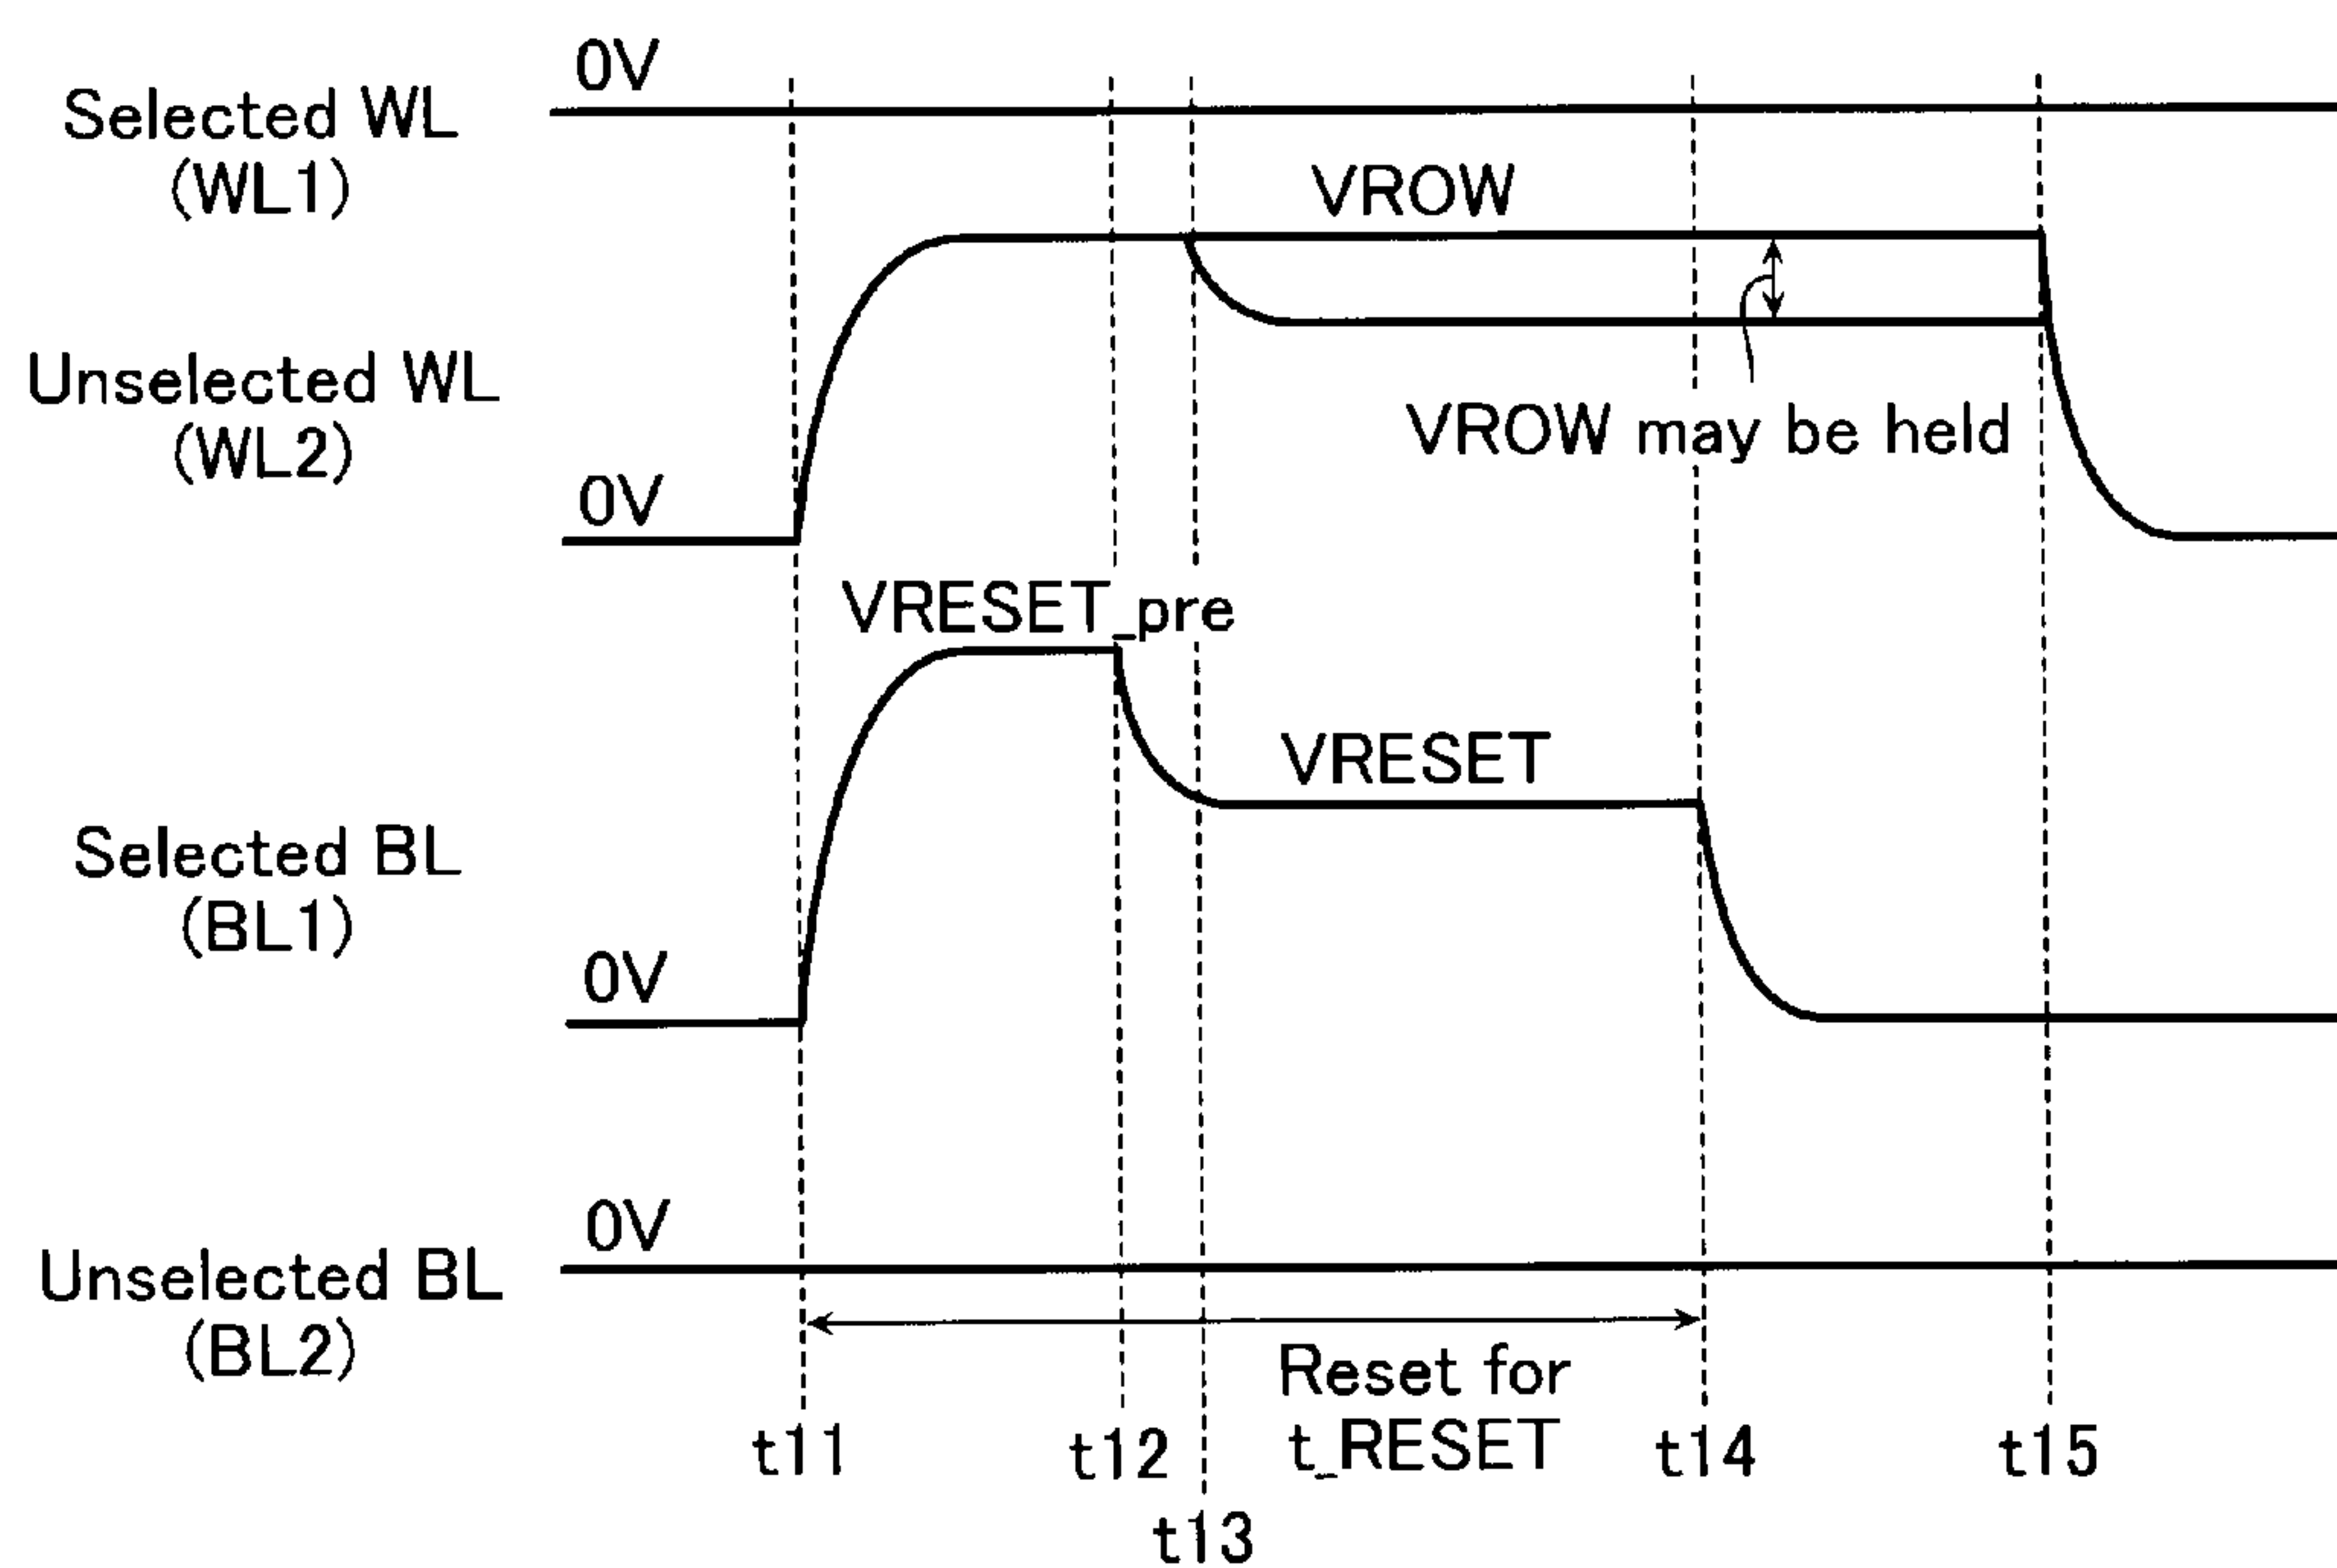 0V
Selected WL
(WL1)
VROW
Unselected WL
(WL2)
VROW may be held
0V
VRESET_pre
VRESET
Selected BL
(BL1)
0V
0V
Unselected BL
(BL2)
Reset for
t_RESET
t11
t12
t14
t15
t13